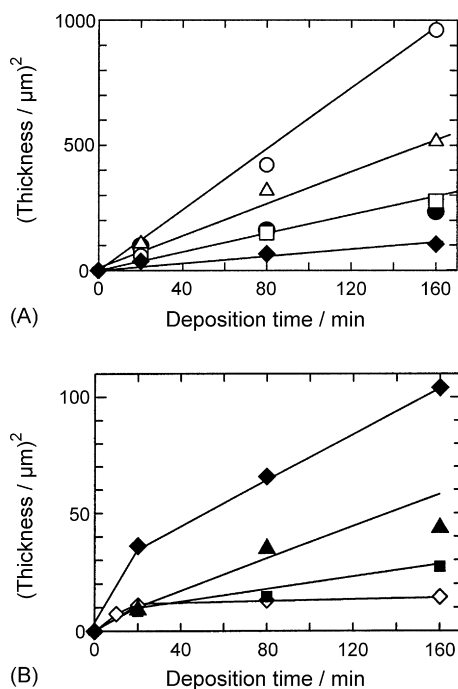 1000
500
0
(Thickness / μm)²
0 40 80 120 160
(A) Deposition time / min
100
50
0
(Thickness / μm)²
0 40 80 120 160
(B) Deposition time / min